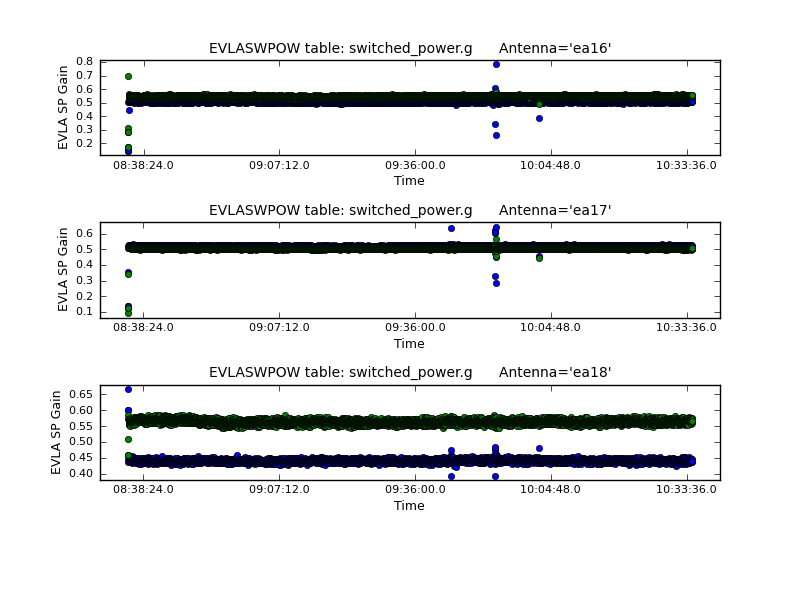 EVLASWPOW table: switched_power.g Antenna='ea16'
EVLA SP Gain
0.8
0.7
0.6
0.5
0.4
0.3
0.2
08:38:24.0 09:07:12.0 09:36:00.0 10:04:48.0 10:33:36.0
Time
EVLASWPOW table: switched_power.g Antenna='ea17'
EVLA SP Gain
0.6
0.5
0.4
0.3
0.2
0.1
08:38:24.0 09:07:12.0 09:36:00.0 10:04:48.0 10:33:36.0
Time
EVLASWPOW table: switched_power.g Antenna='ea18'
EVLA SP Gain
0.65
0.60
0.55
0.50
0.45
0.40
08:38:24.0 09:07:12.0 09:36:00.0 10:04:48.0 10:33:36.0
Time